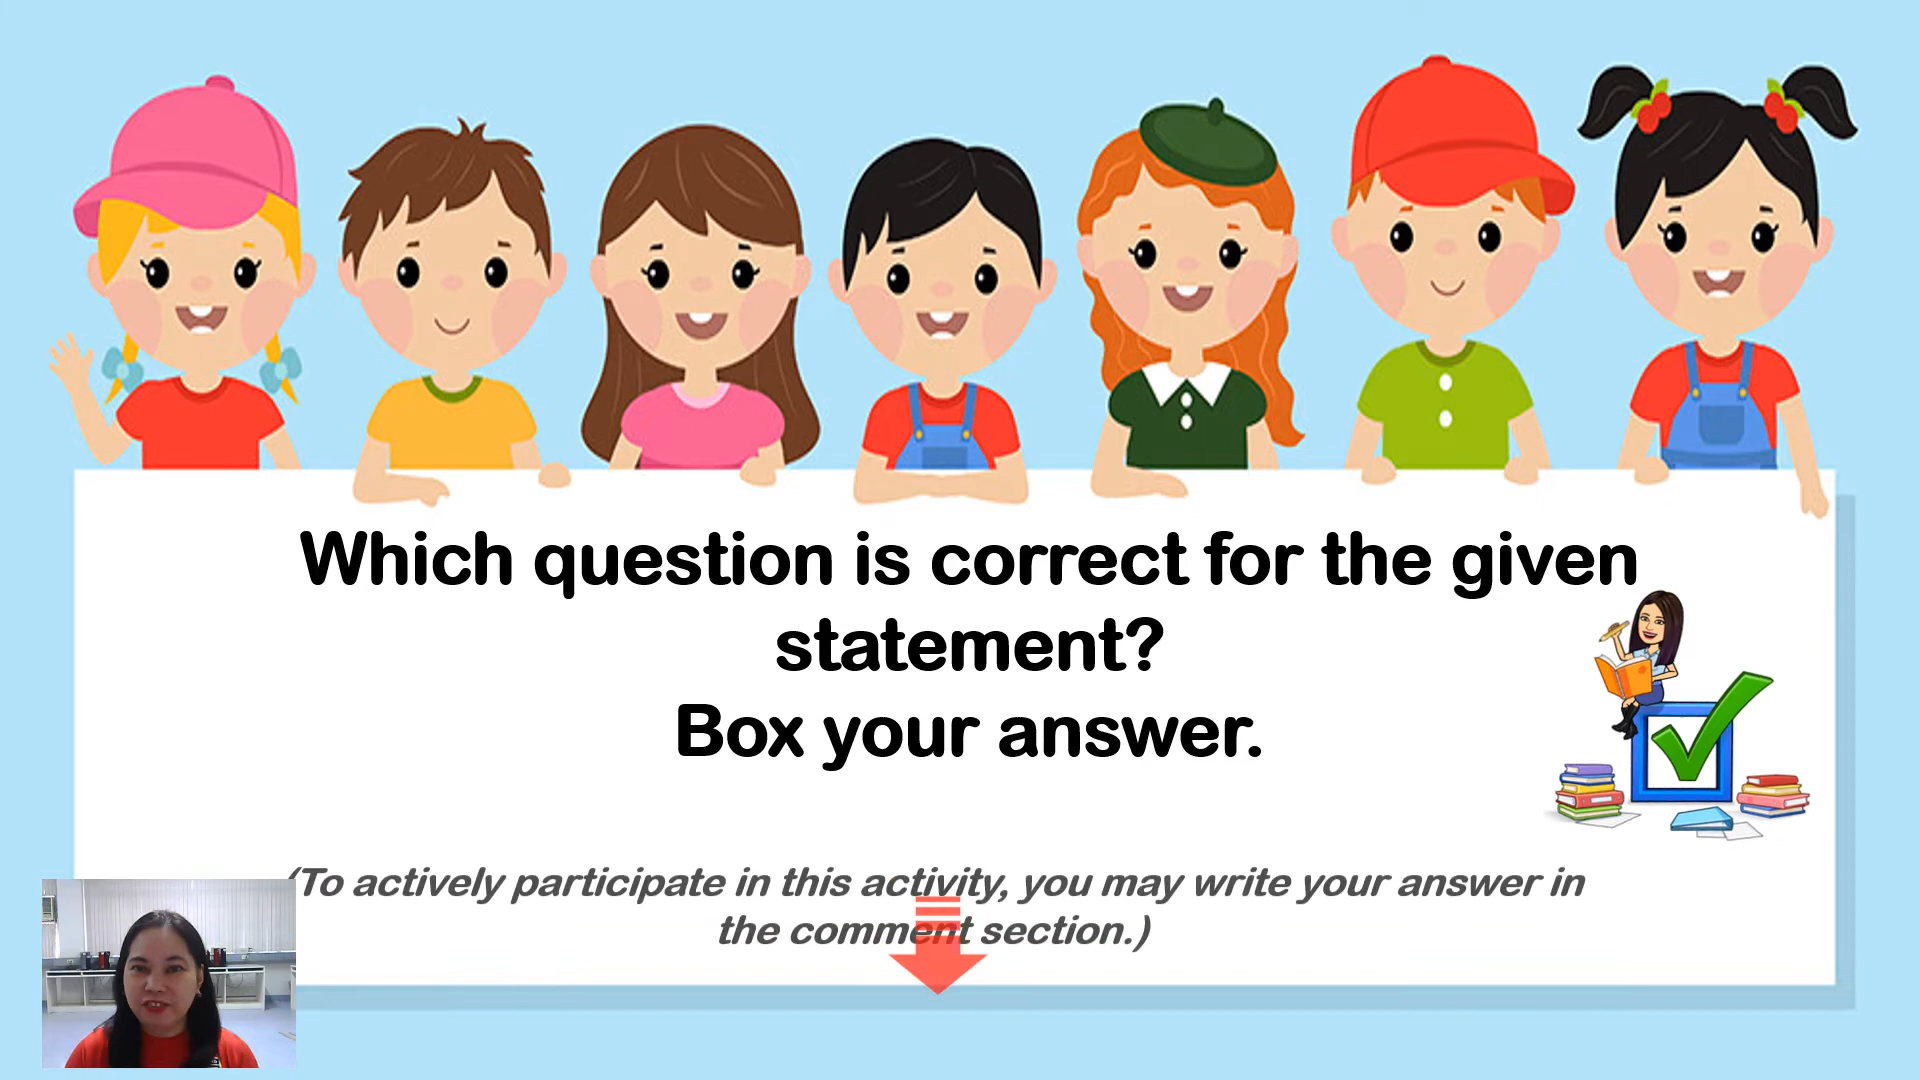 Which question is correct for the given
statement?
Box your answer.
(To actively participate in this activity, you may write your answer in
the comment section.)